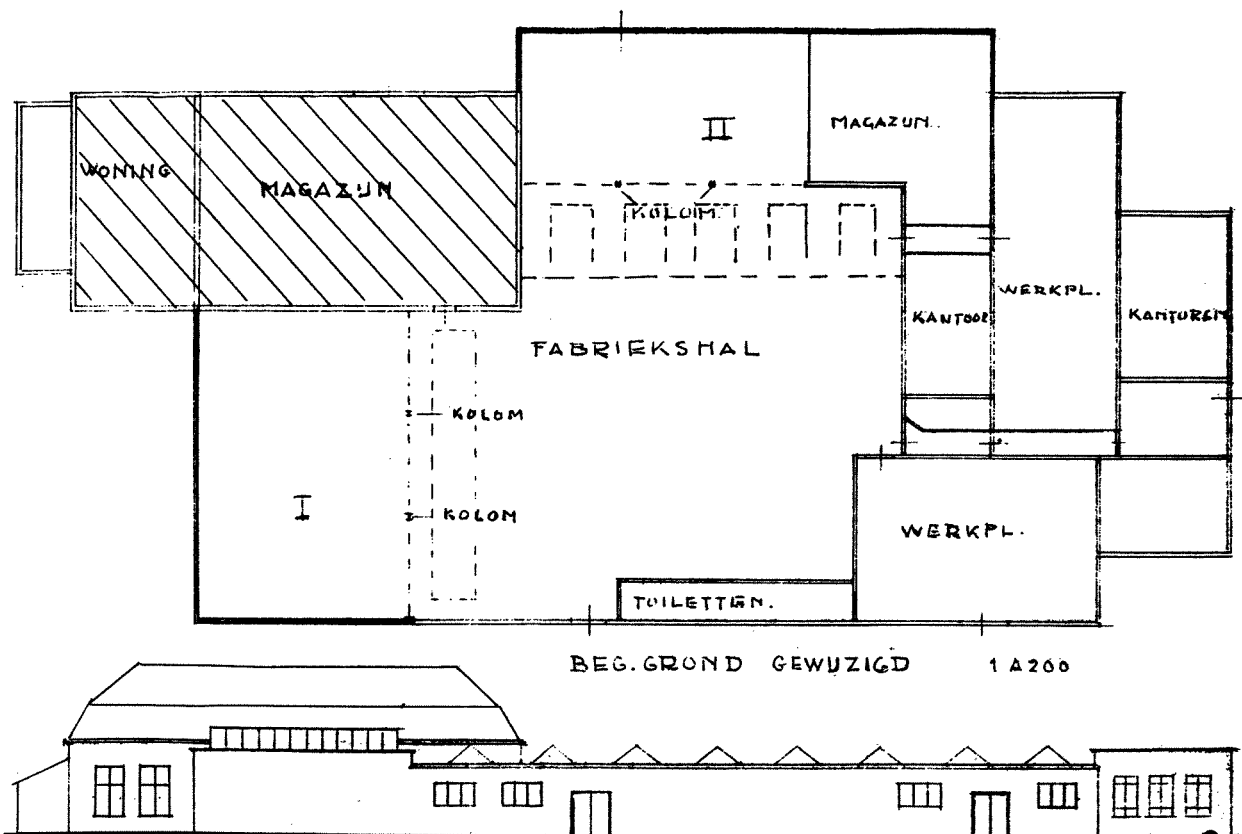 II
MAGAZIJN.
WONING
MAGAZIJN
KOLOM.
WERKPL.
KANTOOR
KANTOREN
FABRIEKSHAL
KOLOM
I
KOLOM
WERKPL.
TOILETTEN.
BEG.GROND GEWIJZIGD 1 A 200